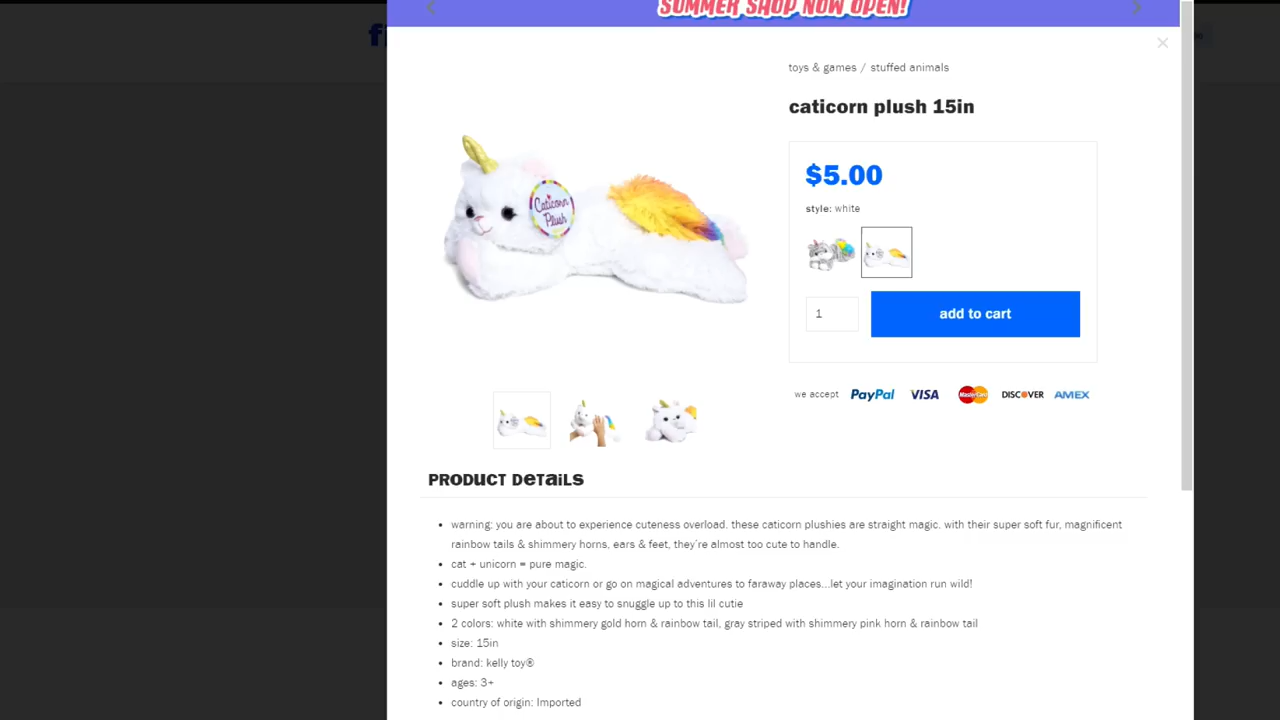 SUMMER SHOP NOW OPEN!
toys & games / stuffed animals
caticorn plush 15in
Caticorn
Plush
$5.00
style: white
1
add to cart
we accept PayPal VISA MasterCard DISCOVER AMEX
PRODUCT DETAILS
warning: you are about to experience cuteness overload. these caticorn plushies are straight magic. with their super soft fur, magnificent
rainbow tails & shimmery horns, ears & feet, they're almost too cute to handle.
cat + unicorn = pure magic.
cuddle up with your caticorn or go on magical adventures to faraway places...let your imagination run wild!
super soft plush makes it easy to snuggle up to this lil cutie
2 colors: white with shimmery gold horn & rainbow tail, gray striped with shimmery pink horn & rainbow tail
size: 15in
brand: kelly toy®
ages: 3+
country of origin: Imported